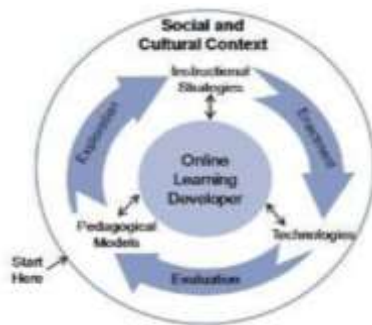 Social and
Cultural Context
Instructional
Strategies
Exploration
Enactment
Online
Learning
Developer
Pedagogical
Models
Technologies
Evaluation
Start
Here